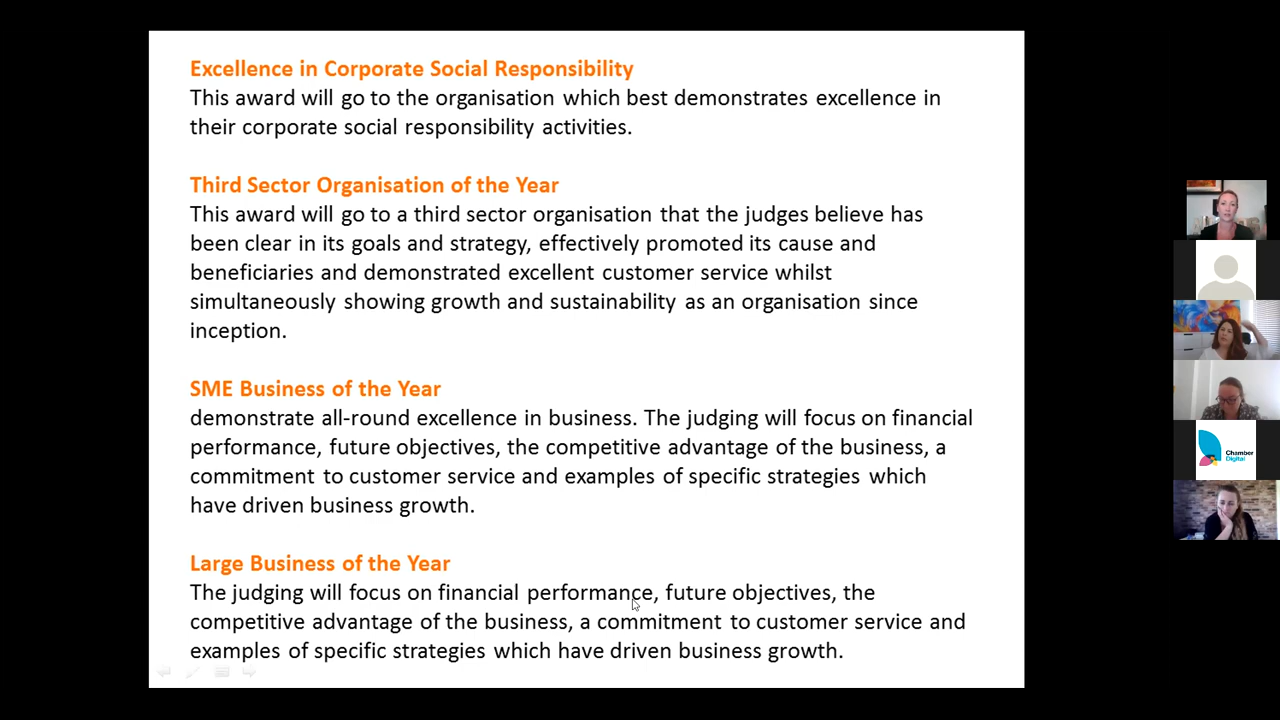 Excellence in Corporate Social Responsibility
This award will go to the organisation which best demonstrates excellence in
their corporate social responsibility activities.
Third Sector Organisation of the Year
This award will go to a third sector organisation that the judges believe has
been clear in its goals and strategy, effectively promoted its cause and
beneficiaries and demonstrated excellent customer service whilst
simultaneously showing growth and sustainability as an organisation since
inception.
SME Business of the Year
demonstrate all-round excellence in business. The judging will focus on financial
performance, future objectives, the competitive advantage of the business, a
commitment to customer service and examples of specific strategies which
have driven business growth.
Large Business of the Year
The judging will focus on financial performance, future objectives, the
competitive advantage of the business, a commitment to customer service and
examples of specific strategies which have driven business growth.
Chamber
Digital